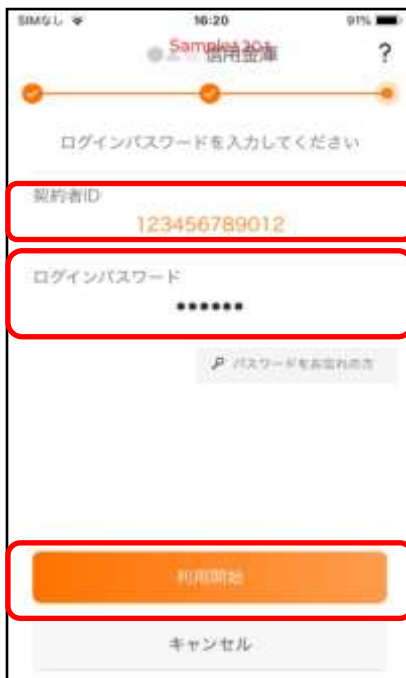 SIMなし 16:20 91%
Sample1201
信用金庫 ?
ログインパスワードを入力してください
契約者ID
123456789012
ログインパスワード
••••••
パスワードをお忘れの方
利用開始
キャンセル